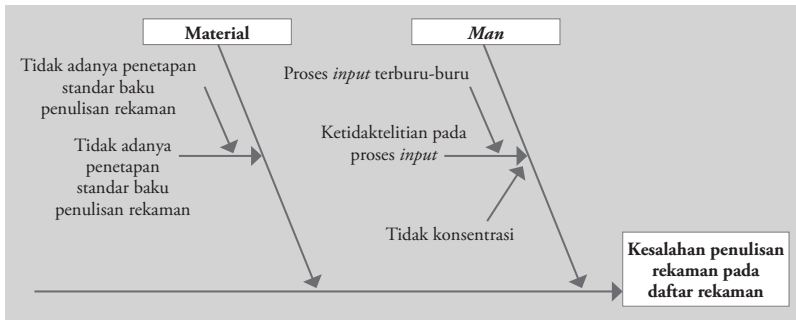 Material
Man
Tidak adanya penetapan
standar baku
penulisan rekaman
Tidak adanya
penetapan
standar baku
penulisan rekaman
Proses input terburu-buru
Ketidaktelitian pada
proses input
Tidak konsentrasi
Kesalahan penulisan
rekaman pada
daftar rekaman